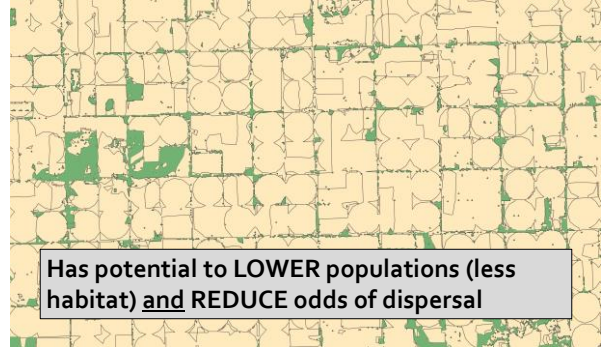 Has potential to LOWER populations (less
habitat) and REDUCE odds of dispersal